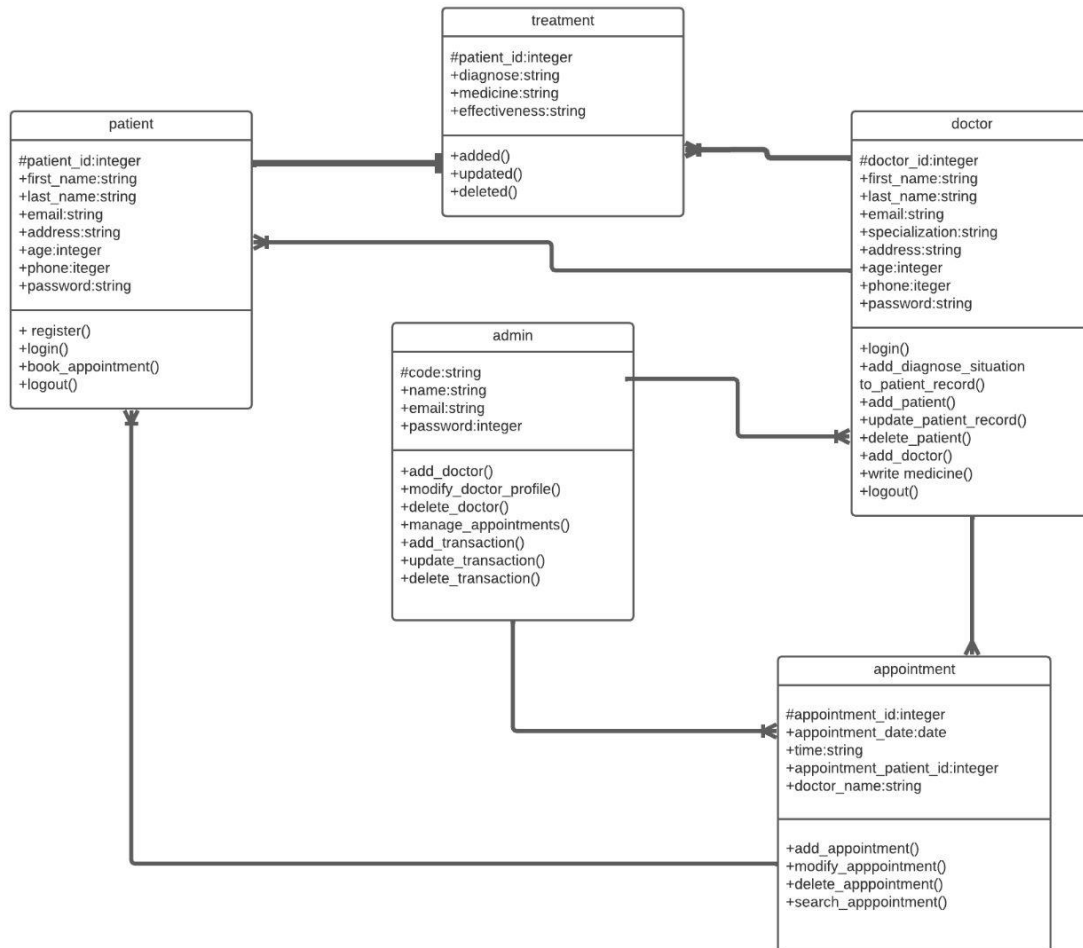 treatment
#patient_id:integer
+diagnose:string
+medicine:string
+effectiveness:string
+added()
+updated()
+deleted()
patient
#patient_id:integer
+first_name:string
+last_name:string
+email:string
+address:string
+age:integer
+phone:iteger
+password:string
+ register()
+login()
+book_appointment()
+logout()
doctor
#doctor_id:integer
+first_name:string
+last_name:string
+email:string
+specialization:string
+address:string
+age:integer
+phone:iteger
+password:string
+login()
+add_diagnose_situation
to_patient_record()
+add_patient()
+update_patient_record()
+delete_patient()
+add_doctor()
+write medicine()
+logout()
admin
#code:string
+name:string
+email:string
+password:integer
+add_doctor()
+modify_doctor_profile()
+delete_doctor()
+manage_appointments()
+add_transaction()
+update_transaction()
+delete_transaction()
appointment
#appointment_id:integer
+appointment_date:date
+time:string
+appointment_patient_id:integer
+doctor_name:string
+add_appointment()
+modify_apppointment()
+delete_apppointment()
+search_apppointment()